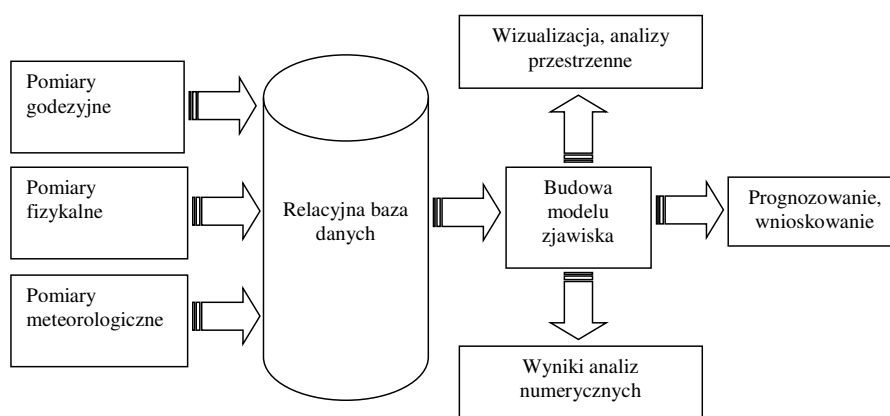 Pomiary
godezyjne
Pomiary
fizykalne
Pomiary
meteorologiczne
Relacyjna baza
danych
Wizualizacja, analizy
przestrzenne
Budowa
modelu
zjawiska
Prognozowanie,
wnioskowanie
Wyniki analiz
numerycznych